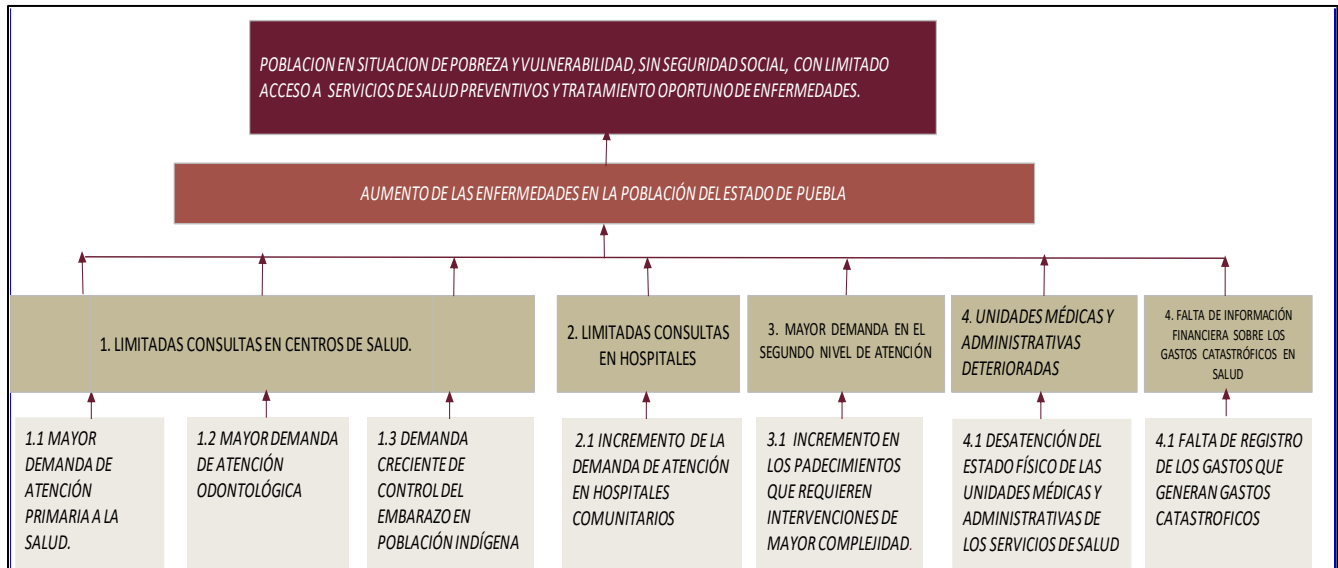 POBLACION EN SITUACION DE POBREZA Y VULNERABILIDAD, SIN SEGURIDAD SOCIAL, CON LIMITADO
ACCESO A SERVICIOS DE SALUD PREVENTIVOS Y TRATAMIENTO OPORTUNO DE ENFERMEDADES.
AUMENTO DE LAS ENFERMEDADES EN LA POBLACIÓN DEL ESTADO DE PUEBLA
1. LIMITADAS CONSULTAS EN CENTROS DE SALUD.
2. LIMITADAS CONSULTAS
EN HOSPITALES
3. MAYOR DEMANDA EN EL
SEGUNDO NIVEL DE ATENCIÓN
4. UNIDADES MÉDICAS Y
ADMINISTRATIVAS
DETERIORADAS
4. FALTA DE INFORMACIÓN
FINANCIERA SOBRE LOS
GASTOS CATASTRÓFICOS EN
SALUD
1.1 MAYOR
DEMANDA DE
ATENCIÓN
PRIMARIA A LA
SALUD.
1.2 MAYOR DEMANDA
DE ATENCIÓN
ODONTOLÓGICA
1.3 DEMANDA
CRECIENTE DE
CONTROL DEL
EMBARAZO EN
POBLACIÓN INDÍGENA
2.1 INCREMENTO DE LA
DEMANDA DE ATENCIÓN
EN HOSPITALES
COMUNITARIOS
3.1 INCREMENTO EN
LOS PADECIMIENTOS
QUE REQUIEREN
INTERVENCIONES DE
MAYOR COMPLEJIDAD.
4.1 DESATENCIÓN DEL
ESTADO FÍSICO DE LAS
UNIDADES MÉDICAS Y
ADMINISTRATIVAS DE
LOS SERVICIOS DE SALUD
4.1 FALTA DE REGISTRO
DE LOS GASTOS QUE
GENERAN GASTOS
CATASTROFICOS